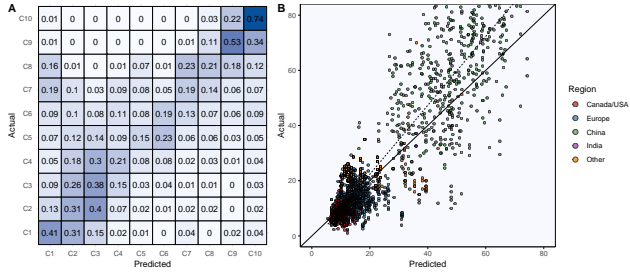 A
C10 0.01 0 0 0 0 0 0 0.03 0.22 0.74
C9 0.01 0 0 0 0 0 0.01 0.11 0.53 0.34
C8 0.16 0.01 0 0.01 0.07 0.01 0.23 0.21 0.18 0.12
C7 0.19 0.1 0.03 0.09 0.08 0.05 0.19 0.14 0.06 0.07
C6 0.09 0.1 0.08 0.11 0.08 0.19 0.13 0.07 0.06 0.09
C5 0.07 0.12 0.14 0.09 0.15 0.23 0.06 0.06 0.03 0.05
C4 0.05 0.18 0.3 0.21 0.08 0.08 0.02 0.03 0.01 0.04
C3 0.09 0.26 0.38 0.15 0.03 0.04 0.01 0.01 0 0.03
C2 0.13 0.31 0.4 0.07 0.02 0.01 0.02 0.02 0 0.02
C1 0.41 0.31 0.15 0.02 0.01 0.01 0.04 0.02 0 0.04
C1 C2 C3 C4 C5 C6 C7 C8 C9 C10
Predicted
Actual
B
80
60
40
20
0
0 20 40 60 80
Predicted
Actual
Region
Canada/USA
Europe
China
India
Other